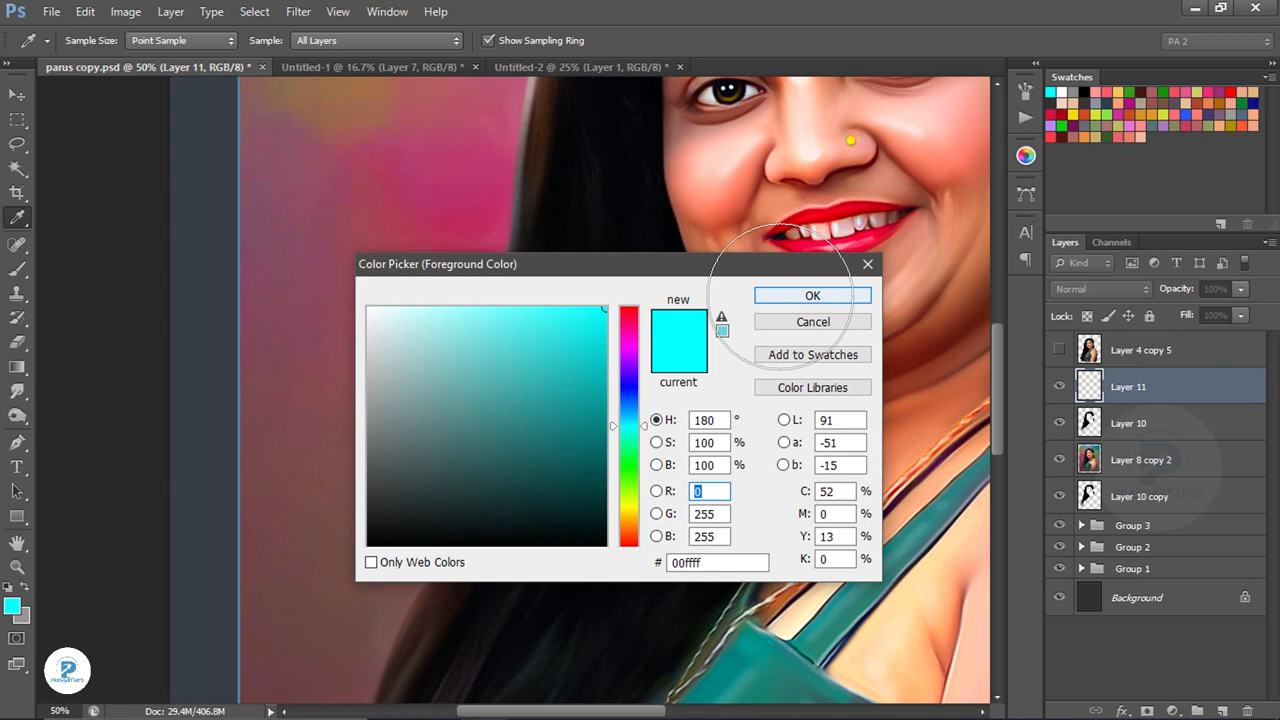 Ps File Edit Image Layer Type Select Filter View Window Help
Sample Size: Point Sample Sample: All Layers Show Sampling Ring PA 2
parus copy.psd @ 50% (Layer 11, RGB/8) * × Untitled-1 @ 16.7% (Layer 7, RGB/8) * × Untitled-2 @ 25% (Layer 1, RGB/8) * ×
Swatches
Layers Channels
Kind
Normal Opacity: 100%
Lock: Fill: 100%
Layer 4 copy 5
Layer 11
Layer 10
Layer 8 copy 2
Layer 10 copy
Group 3
Group 2
Group 1
Background
Color Picker (Foreground Color)
new
current
OK
Cancel
Add to Swatches
Color Libraries
H: 180 ° L: 91
S: 100 % a: -51
B: 100 % b: -15
R: 0 C: 52 %
G: 255 M: 0 %
B: 255 Y: 13 %
# 00ffff K: 0 %
Only Web Colors
50% Doc: 29.4M/406.8M